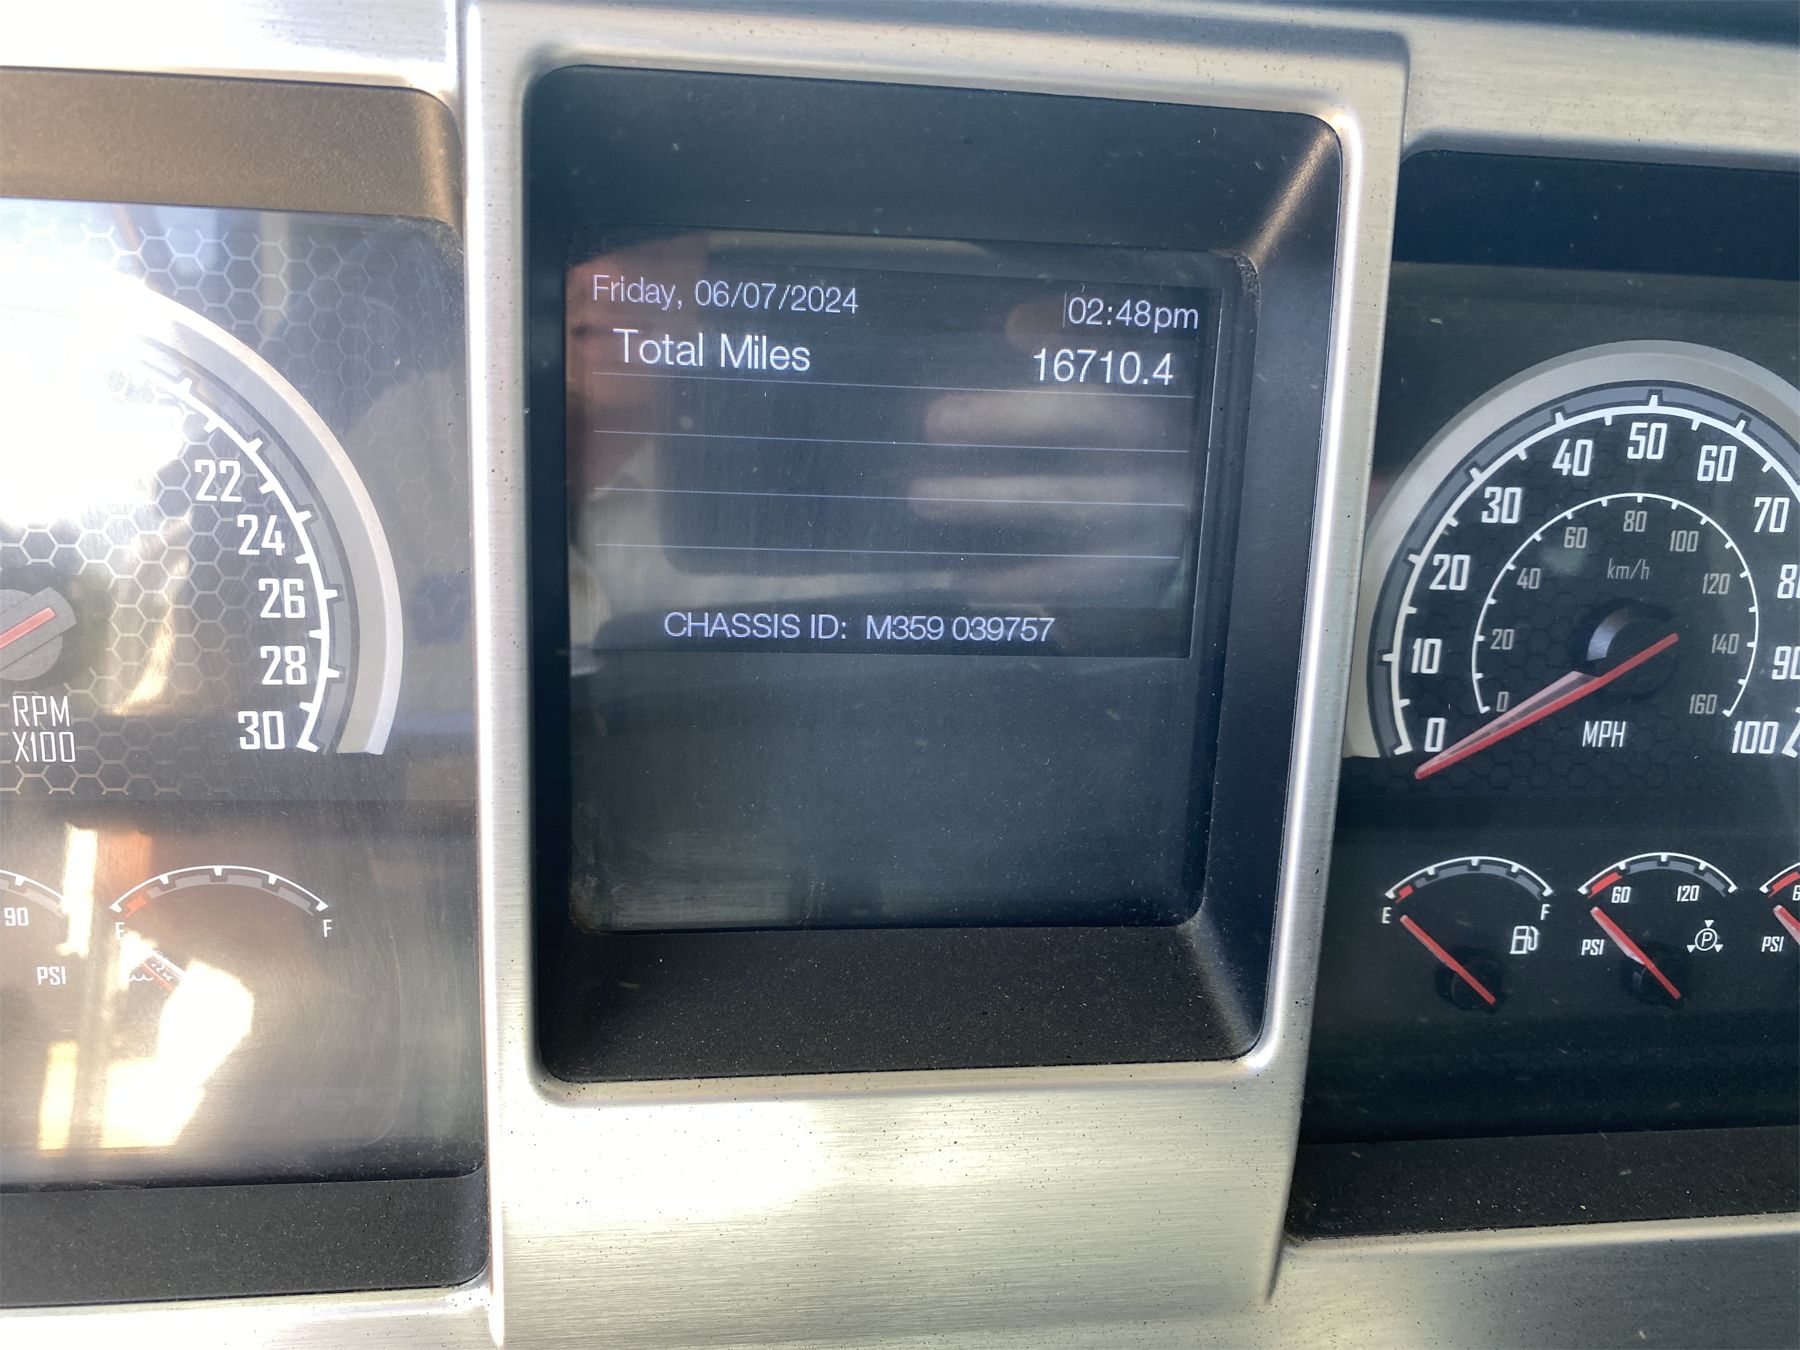 Friday, 06/07/2024 02:48pm
Total Miles 16710.4
CHASSIS ID: M359 039757
22
24
26
28
30
RPM
X100
90
PSI
E F
0 10 20 30 40 50 60 70 90 100
0 20 40 60 80 100 120 140 160
km/h
MPH
E F
60 120
PSI
P
PSI